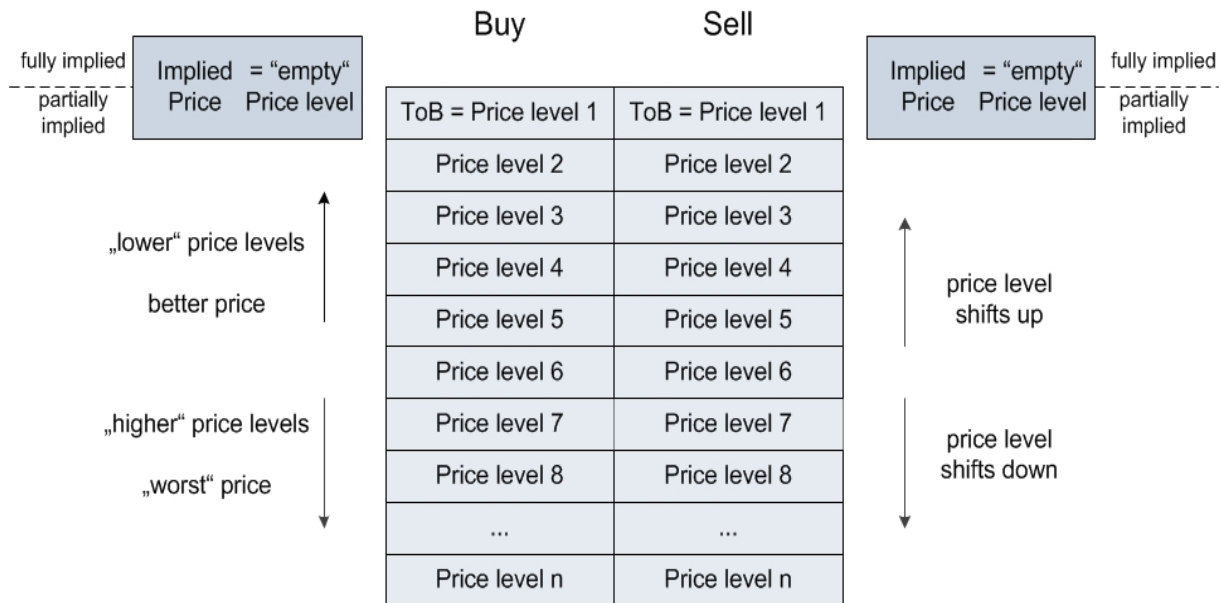 Buy
Sell
fully implied
partially
implied
Implied = “empty“
Price Price level
Implied = “empty“
Price Price level
fully implied
partially
implied
ToB = Price level 1
ToB = Price level 1
Price level 2
Price level 2
Price level 3
Price level 3
Price level 4
Price level 4
Price level 5
Price level 5
Price level 6
Price level 6
Price level 7
Price level 7
Price level 8
Price level 8
...
...
Price level n
Price level n
„lower“ price levels
better price
„higher“ price levels
„worst“ price
price level
shifts up
price level
shifts down